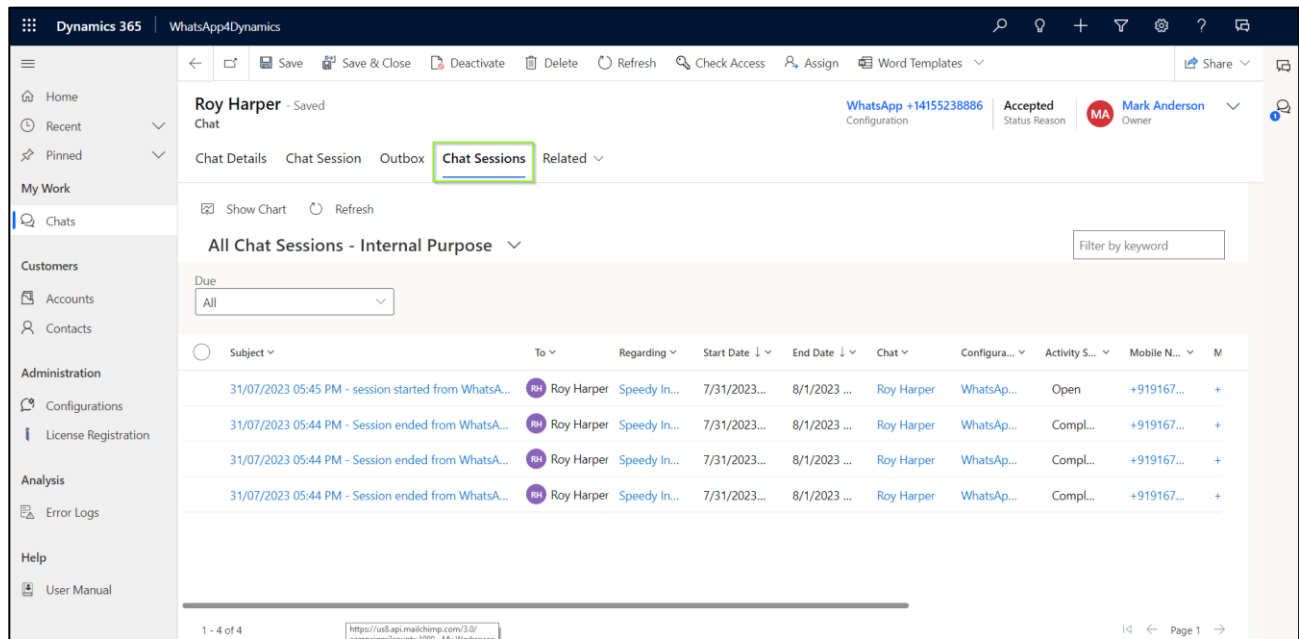 Dynamics 365 WhatsApp4Dynamics
Save Save & Close Deactivate Delete Refresh Check Access Assign Word Templates Share
Home
Recent
Pinned
My Work
Chats
Customers
Accounts
Contacts
Administration
Configurations
License Registration
Analysis
Error Logs
Help
User Manual
Roy Harper - Saved
Chat
WhatsApp +14155238886
Configuration
Accepted
Status Reason
MA
Mark Anderson
Owner
1
Chat Details Chat Session Outbox Chat Sessions Related
Show Chart Refresh
All Chat Sessions - Internal Purpose
Filter by keyword
Due
All
Subject To Regarding Start Date ↓ End Date ↓ Chat Configura... Activity S... Mobile N... M
31/07/2023 05:45 PM - session started from WhatsA... RH Roy Harper Speedy In... 7/31/2023... 8/1/2023 ... Roy Harper WhatsAp... Open +919167... +
31/07/2023 05:44 PM - Session ended from WhatsA... RH Roy Harper Speedy In... 7/31/2023... 8/1/2023 ... Roy Harper WhatsAp... Compl... +919167... +
31/07/2023 05:44 PM - Session ended from WhatsA... RH Roy Harper Speedy In... 7/31/2023... 8/1/2023 ... Roy Harper WhatsAp... Compl... +919167... +
31/07/2023 05:44 PM - Session ended from WhatsA... RH Roy Harper Speedy In... 7/31/2023... 8/1/2023 ... Roy Harper WhatsAp... Compl... +919167... +
1 - 4 of 4
https://us8.api.mailchimp.com/3.0/
Page 1